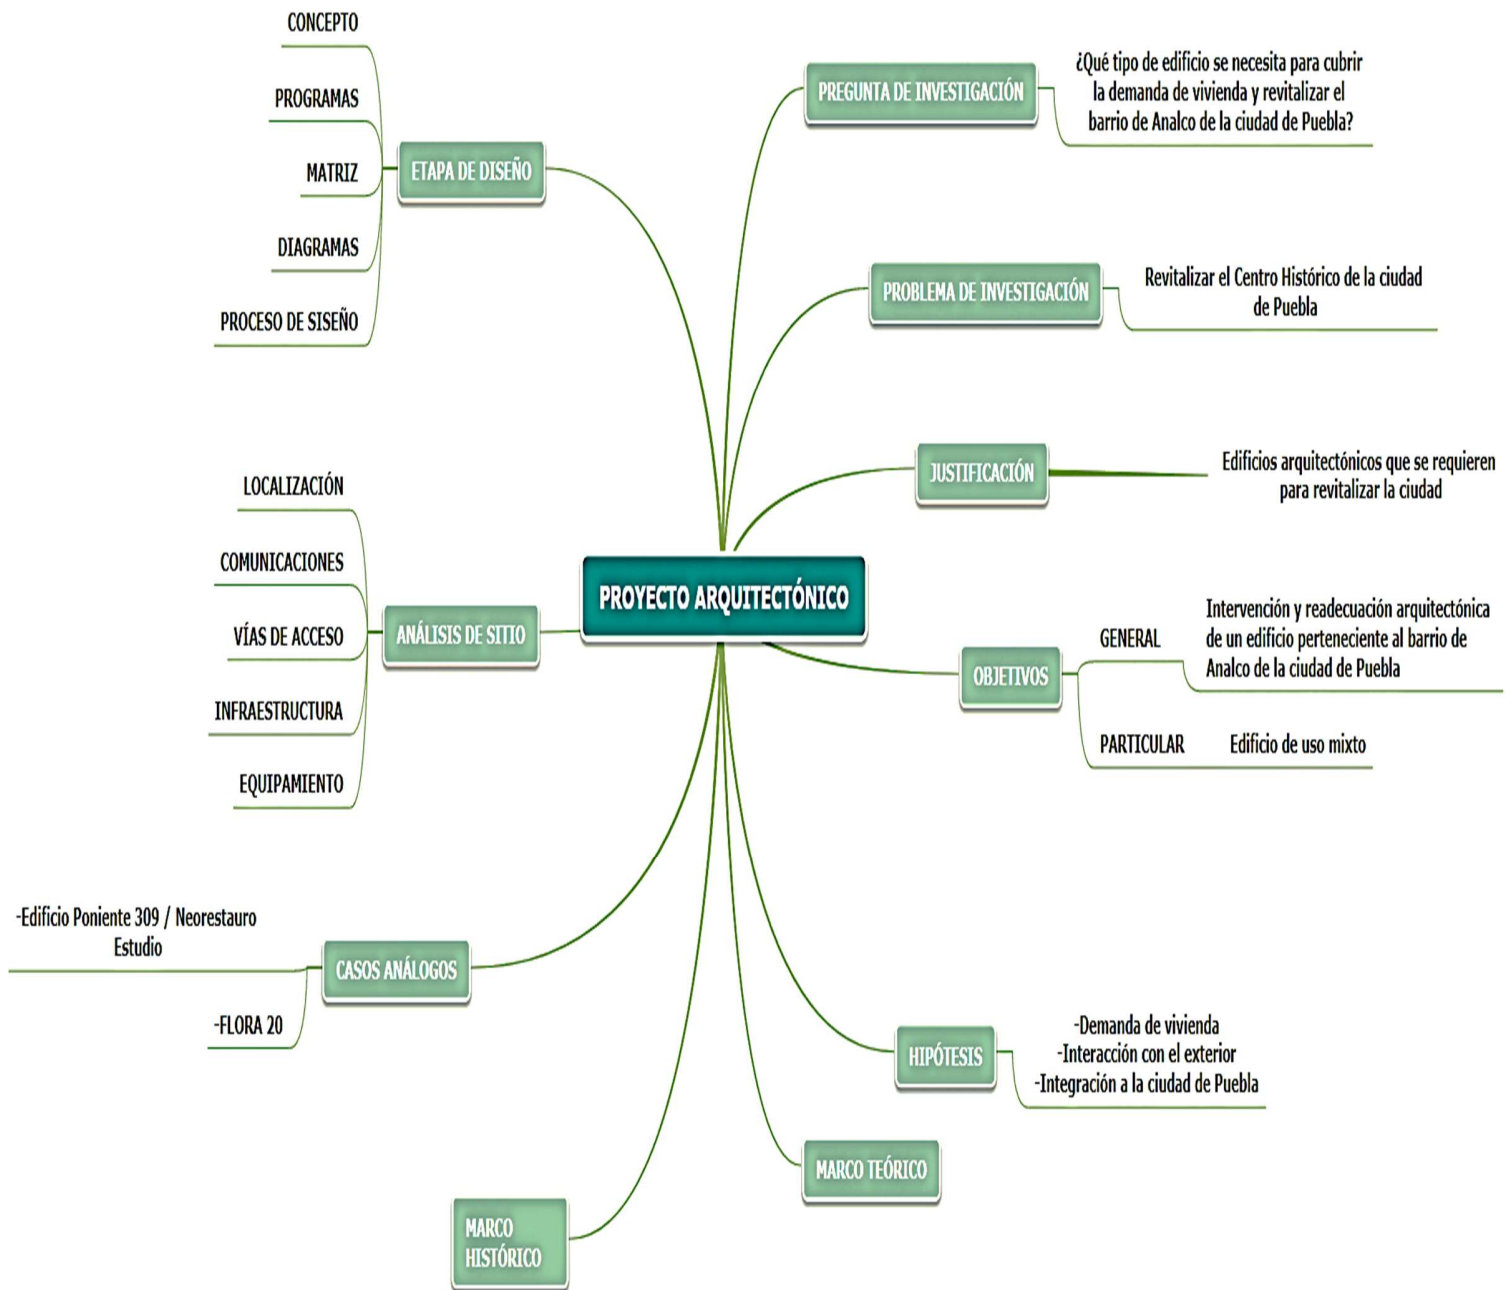 CONCEPTO
PROGRAMAS
MATRIZ
DIAGRAMAS
PROCESO DE SISEÑO
ETAPA DE DISEÑO
PREGUNTA DE INVESTIGACIÓN
¿Qué tipo de edificio se necesita para cubrir
la demanda de vivienda y revitalizar el
barrio de Analco de la ciudad de Puebla?
PROBLEMA DE INVESTIGACIÓN
Revitalizar el Centro Histórico de la ciudad
de Puebla
JUSTIFICACIÓN
Edificios arquitectónicos que se requieren
para revitalizar la ciudad
PROYECTO ARQUITECTÓNICO
LOCALIZACIÓN
COMUNICACIONES
VÍAS DE ACCESO
INFRAESTRUCTURA
EQUIPAMIENTO
ANÁLISIS DE SITIO
OBJETIVOS
GENERAL
Intervención y readecuación arquitectónica
de un edificio perteneciente al barrio de
Analco de la ciudad de Puebla
PARTICULAR
Edificio de uso mixto
-Edificio Poniente 309 / Neorestauro
Estudio
-FLORA 20
CASOS ANÁLOGOS
HIPÓTESIS
-Demanda de vivienda
-Interacción con el exterior
-Integración a la ciudad de Puebla
MARCO TEÓRICO
MARCO
HISTÓRICO